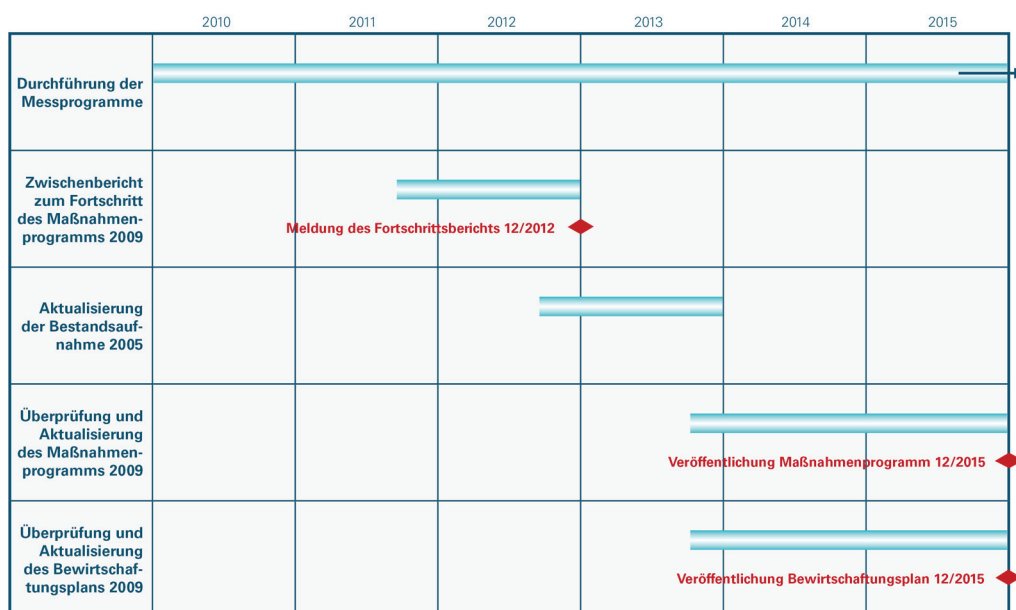 2010 2011 2012 2013 2014 2015
Durchführung der
Messprogramme
Zwischenbericht
zum Fortschritt
des Maßnahmen-
programms 2009
Meldung des Fortschrittsberichts 12/2012
Aktualisierung
der Bestandsauf-
nahme 2005
Überprüfung und
Aktualisierung
des Maßnahmen-
programms 2009
Veröffentlichung Maßnahmenprogramm 12/2015
Überprüfung und
Aktualisierung
des Bewirtschaf-
tungsplans 2009
Veröffentlichung Bewirtschaftungsplan 12/2015